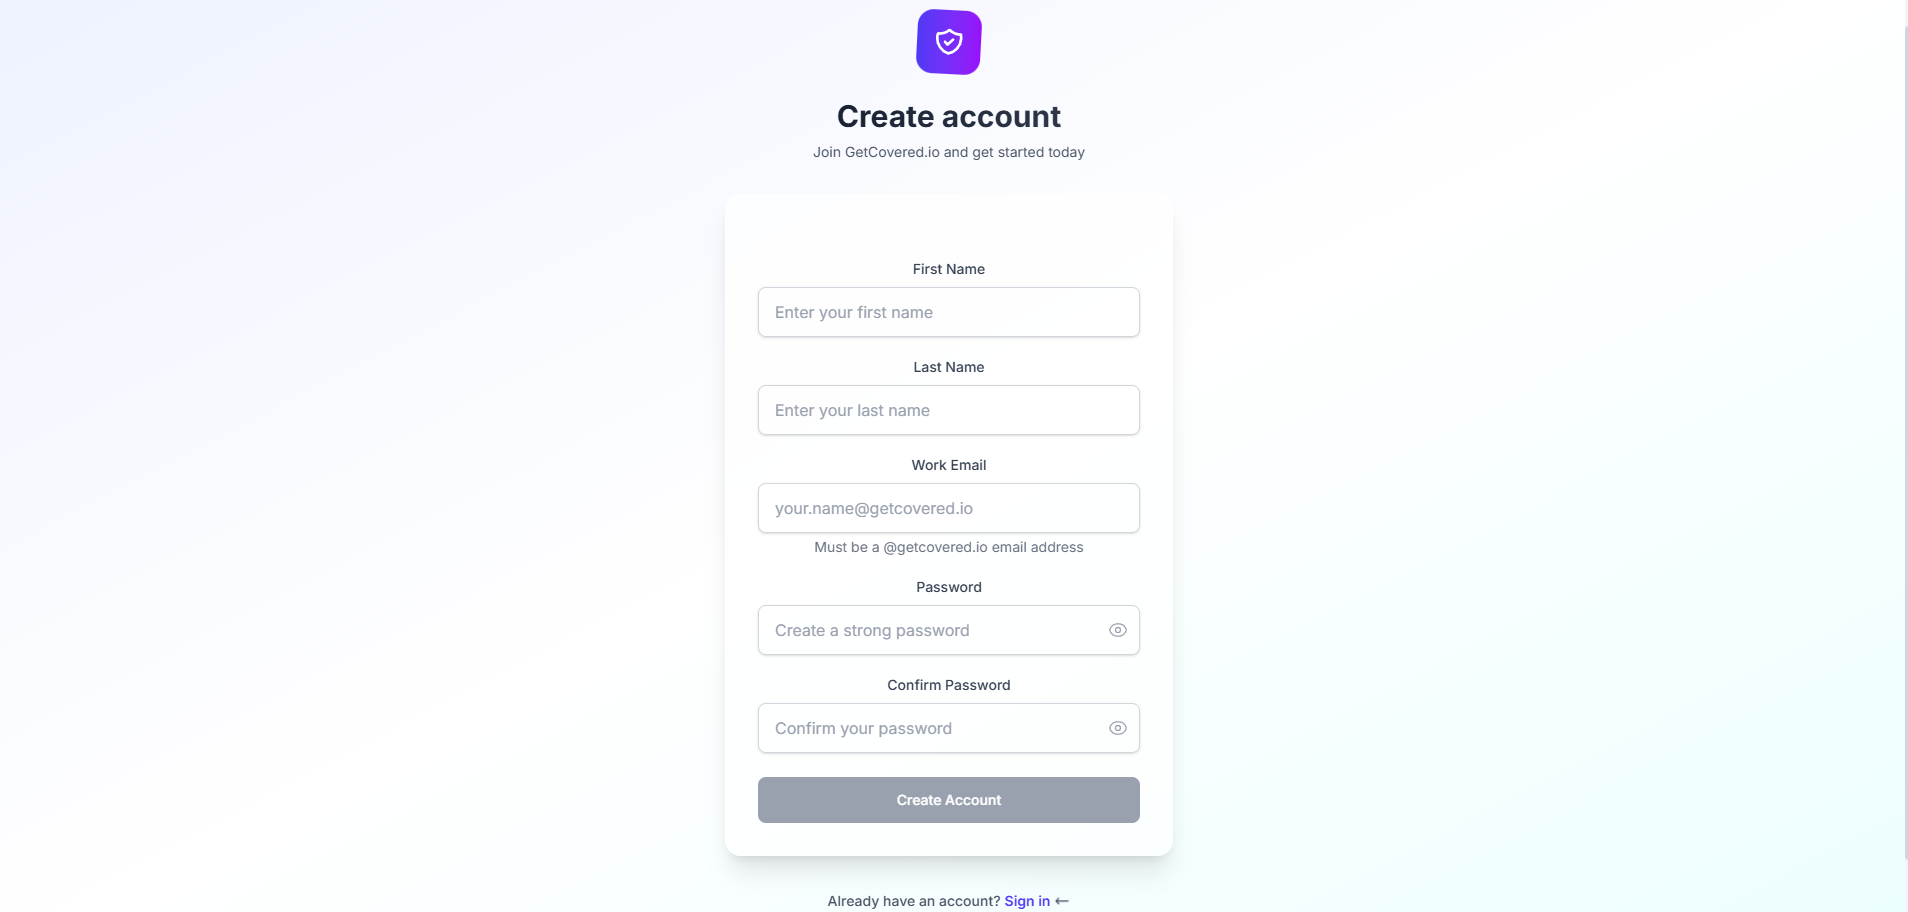 Create account
Join GetCovered.io and get started today
First Name
Enter your first name
Last Name
Enter your last name
Work Email
your.name@getcovered.io
Must be a @getcovered.io email address
Password
Create a strong password
Confirm Password
Confirm your password
Create Account
Already have an account? Sign in ←